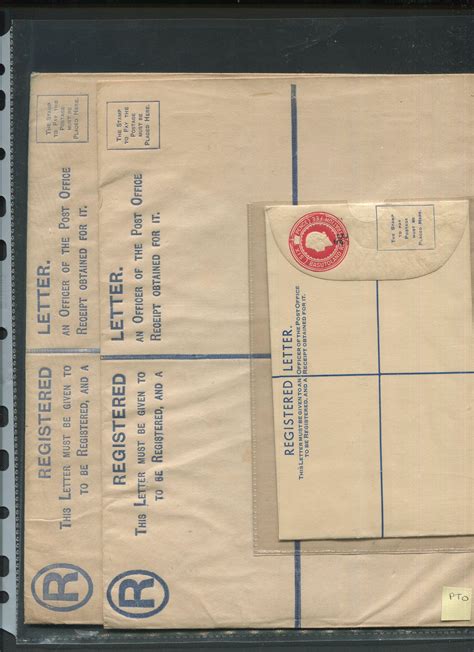 THE STAMP
TO PAY THE
POSTAGE
MUST BE
PLACED HERE.
REGISTERED LETTER.
THIS LETTER MUST BE GIVEN TO AN OFFICER OF THE POST OFFICE
TO BE REGISTERED, AND A RECEIPT OBTAINED FOR IT.
R
THE STAMP
TO PAY THE
POSTAGE
MUST BE
PLACED HERE.
REGISTERED LETTER.
THIS LETTER MUST BE GIVEN TO AN OFFICER OF THE POST OFFICE
TO BE REGISTERED, AND A RECEIPT OBTAINED FOR IT.
R
BASUTOLAND
THE STAMP
TO PAY
POSTAGE
MUST BE
PLACED HERE.
REGISTERED LETTER.
THIS LETTER MUST BE GIVEN TO AN OFFICER OF THE POST OFFICE
TO BE REGISTERED, AND A RECEIPT OBTAINED FOR IT.
PTO